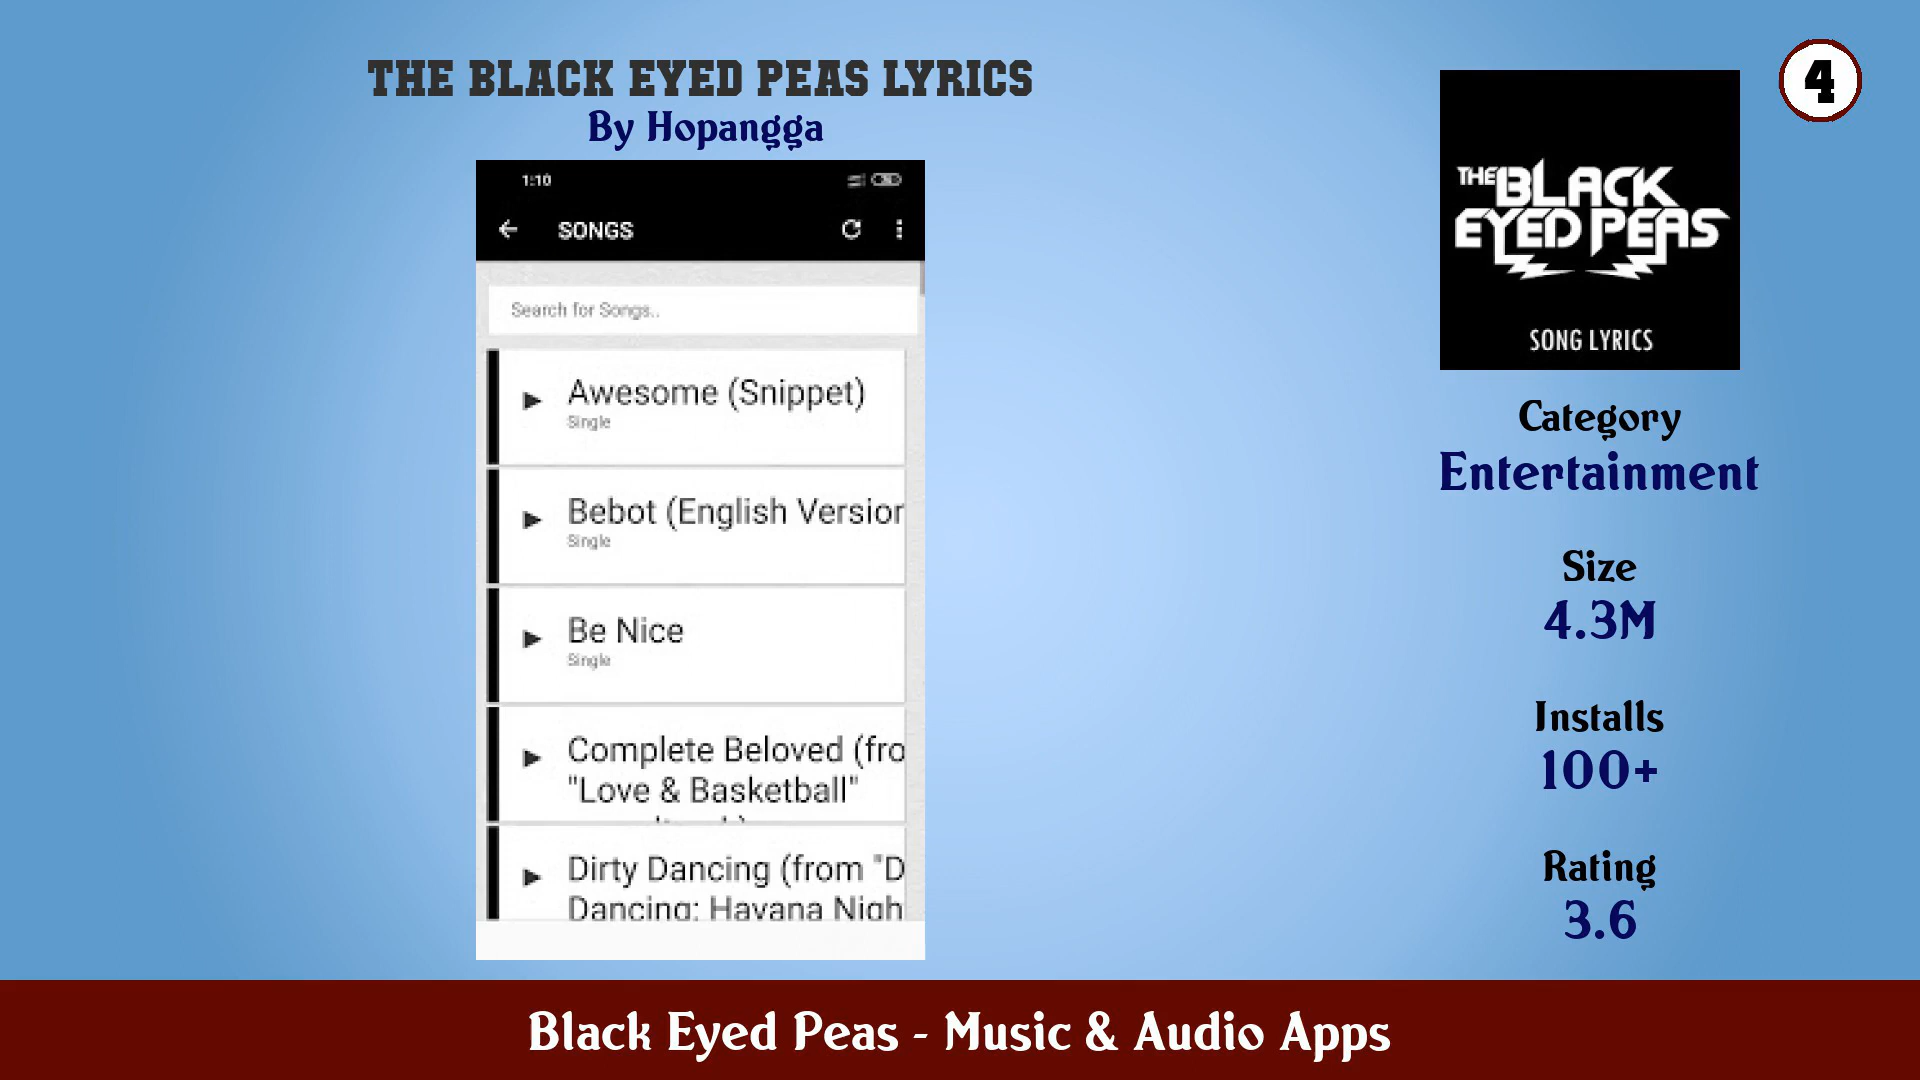 THE BLACK EYED PEAS LYRICS
By Hopangga
4
1:10
SONGS
Search for Songs..
Awesome (Snippet)
Single
Bebot (English Version
Single
Be Nice
Single
Complete Beloved (fro
"Love & Basketball"
Dirty Dancing (from "D
Dancing: Havana Nigh
THE BLACK
EYED PEAS
SONG LYRICS
Category
Entertainment
Size
4.3M
Installs
100+
Rating
3.6
Black Eyed Peas - Music & Audio Apps